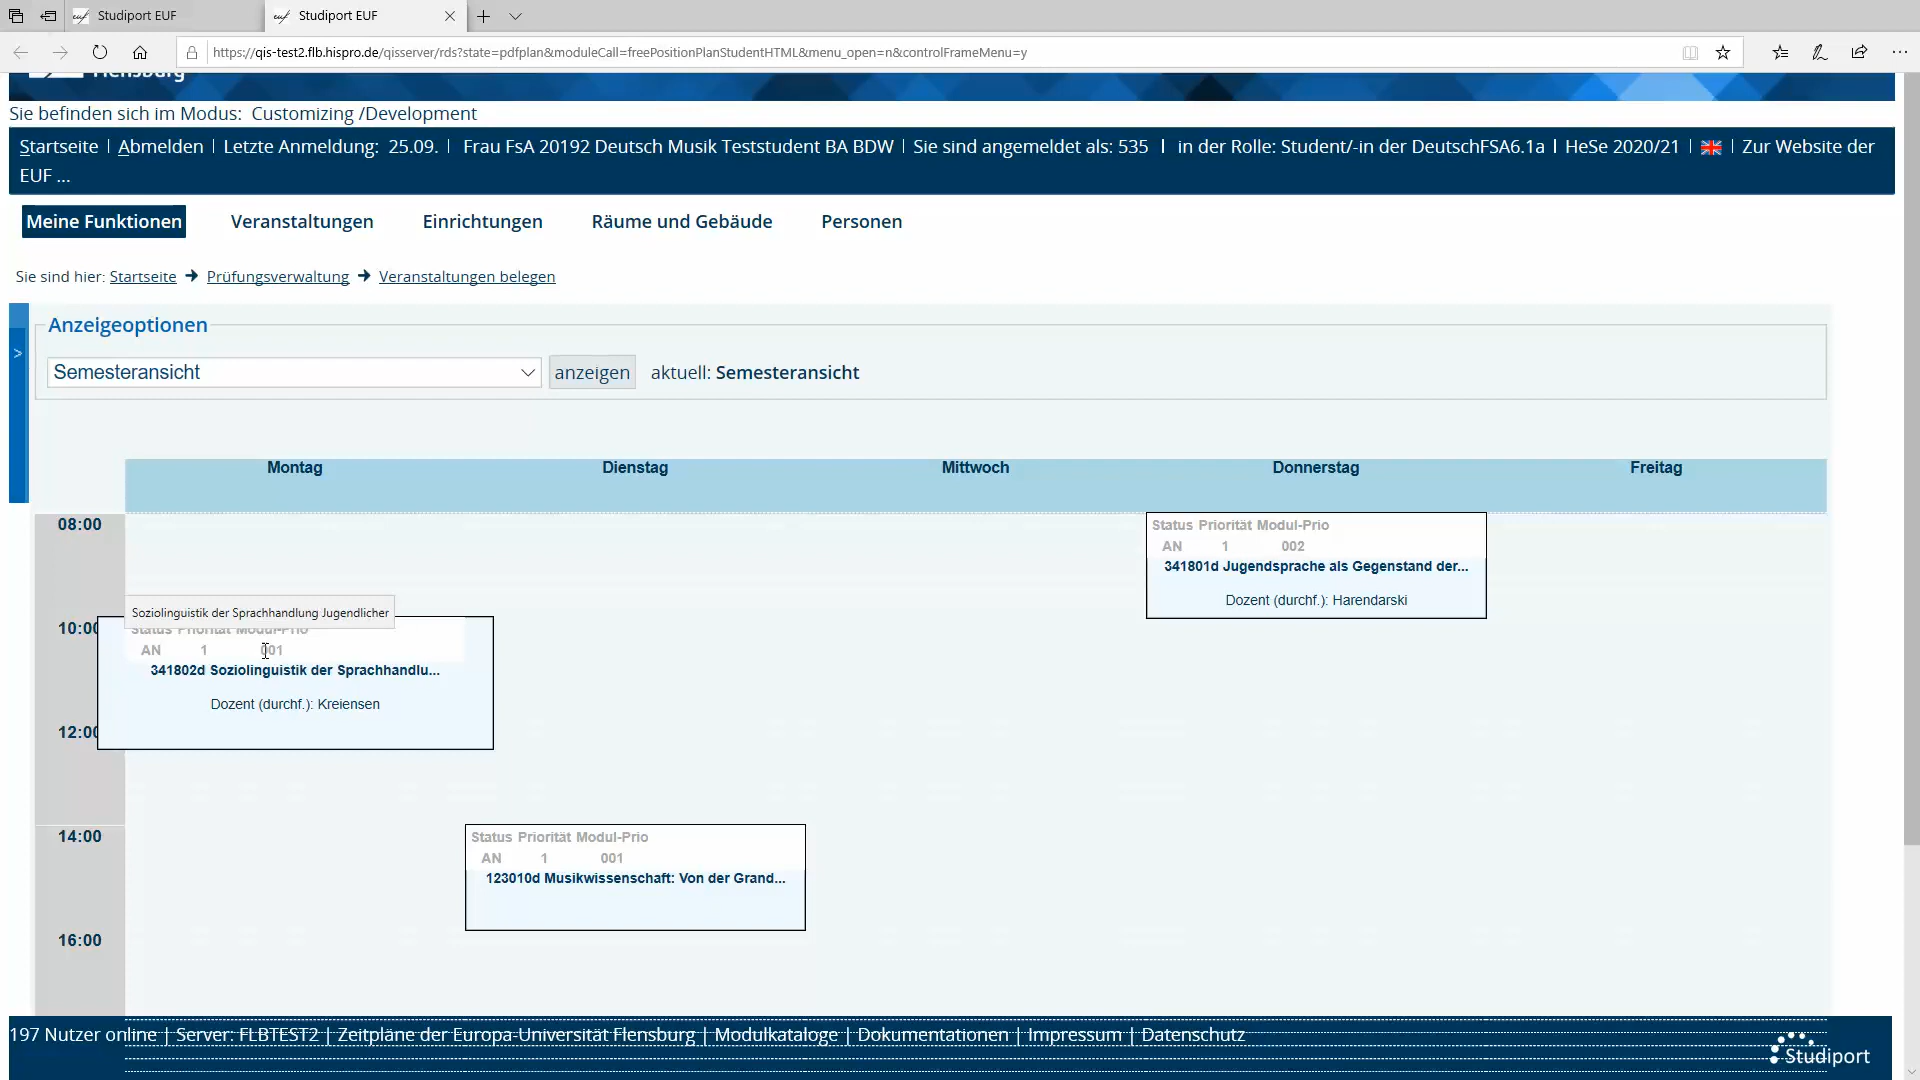 Studiport EUF
Studiport EUF
https://qis-test2.flb.hispro.de/qisserver/rds?state=pdfplan&moduleCall=freePositionPlanStudentHTML&menu_open=n&controlFrameMenu=y
Flensburg
Sie befinden sich im Modus: Customizing /Development
Startseite | Abmelden | Letzte Anmeldung: 25.09. | Frau FsA 20192 Deutsch Musik Teststudent BA BDW | Sie sind angemeldet als: 535 | in der Rolle: Student/-in der DeutschFSA6.1a | HeSe 2020/21 | | Zur Website der
EUF ...
Meine Funktionen Veranstaltungen Einrichtungen Räume und Gebäude Personen
Sie sind hier: Startseite → Prüfungsverwaltung → Veranstaltungen belegen
Anzeigeoptionen
>
Semesteransicht anzeigen aktuell: Semesteransicht
Montag Dienstag Mittwoch Donnerstag Freitag
08:00
Status Priorität Modul-Prio
AN 1 002
341801d Jugendsprache als Gegenstand der...
Dozent (durchf.): Harendarski
Soziolinguistik der Sprachhandlung Jugendlicher
10:00
Status Priorität Modul-Prio
AN 1 001
341802d Soziolinguistik der Sprachhandlu...
Dozent (durchf.): Kreiensen
12:00
14:00
Status Priorität Modul-Prio
AN 1 001
123010d Musikwissenschaft: Von der Grand...
16:00
197 Nutzer online | Server: FLBTEST2 | Zeitpläne der Europa-Universität Flensburg | Modulkataloge | Dokumentationen | Impressum | Datenschutz
Studiport